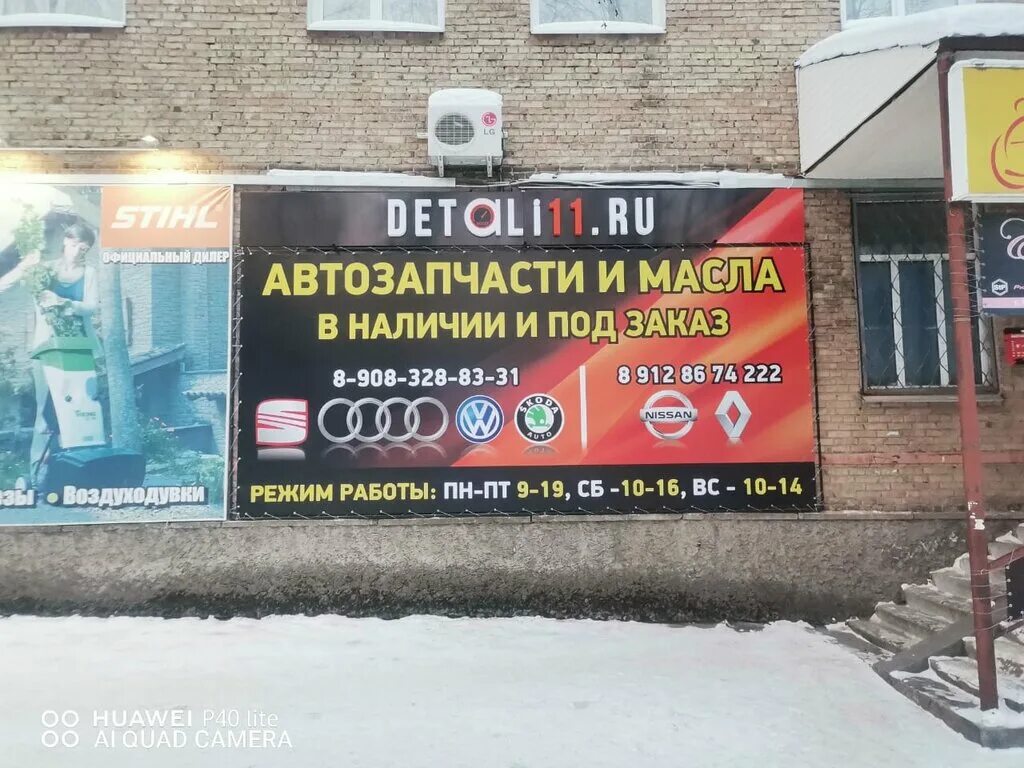 LG
STIHL
ОФИЦИАЛЬНЫЙ ДИЛЕР
• Воздуходувки
DETALI11.RU
АВТОЗАПЧАСТИ И МАСЛА
В НАЛИЧИИ И ПОД ЗАКАЗ
8-908-328-83-31
8 912 86 74 222
SKODA
AUTO
NISSAN
РЕЖИМ РАБОТЫ: ПН-ПТ 9-19, СБ -10-16, ВС - 10-14
HUAWEI P40 lite
AI QUAD CAMERA